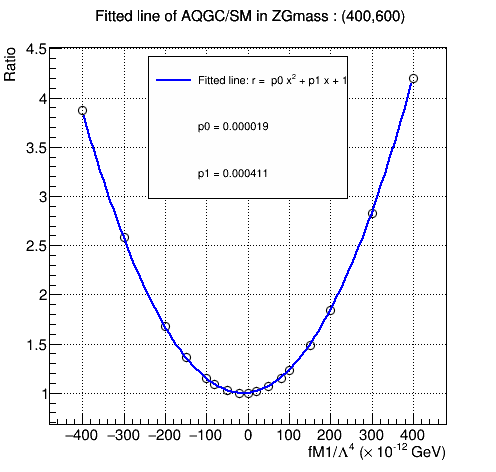 Fitted line of AQGC/SM in ZGmass : (400,600)
Ratio
4.5
4
3.5
3
2.5
2
1.5
1
Fitted line: r = p0 x² + p1 x + 1
p0 = 0.000019
p1 = 0.000411
−400 −300 −200 −100 0 100 200 300 400
fM1/Λ⁴ (× 10⁻¹² GeV)